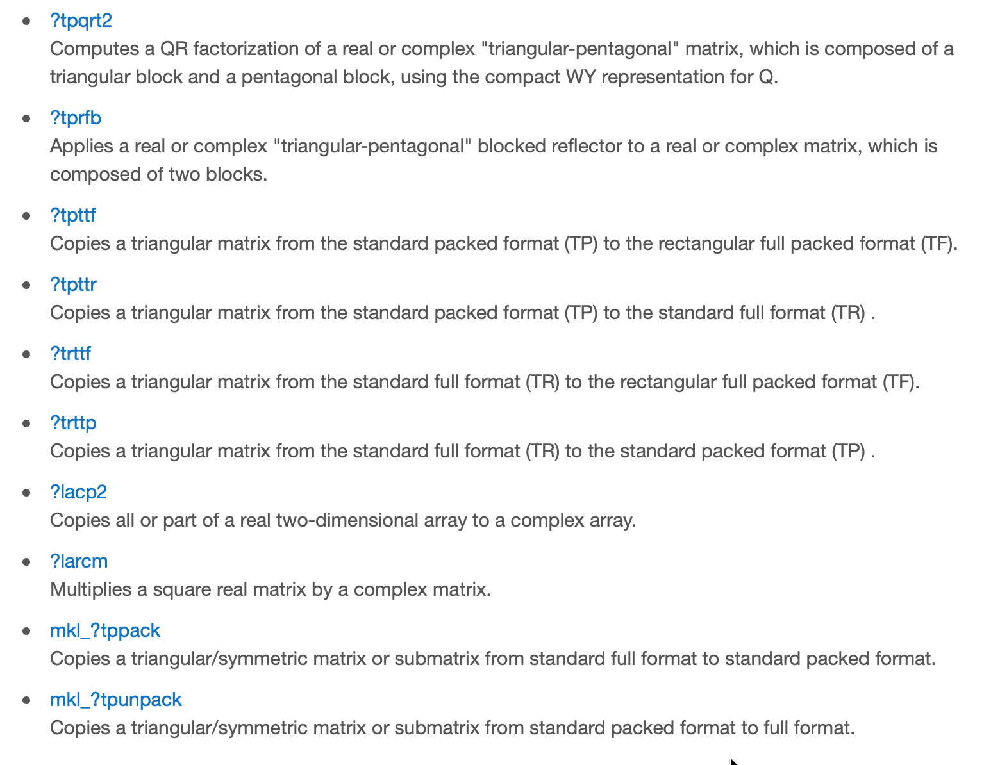 ?tpqrt2
Computes a QR factorization of a real or complex "triangular-pentagonal" matrix, which is composed of a
triangular block and a pentagonal block, using the compact WY representation for Q.
?tprfb
Applies a real or complex "triangular-pentagonal" blocked reflector to a real or complex matrix, which is
composed of two blocks.
?tpttf
Copies a triangular matrix from the standard packed format (TP) to the rectangular full packed format (TF).
?tpttr
Copies a triangular matrix from the standard packed format (TP) to the standard full format (TR) .
?trttf
Copies a triangular matrix from the standard full format (TR) to the rectangular full packed format (TF).
?trttp
Copies a triangular matrix from the standard full format (TR) to the standard packed format (TP) .
?lacp2
Copies all or part of a real two-dimensional array to a complex array.
?larcm
Multiplies a square real matrix by a complex matrix.
mkl_?tppack
Copies a triangular/symmetric matrix or submatrix from standard full format to standard packed format.
mkl_?tpunpack
Copies a triangular/symmetric matrix or submatrix from standard packed format to full format.